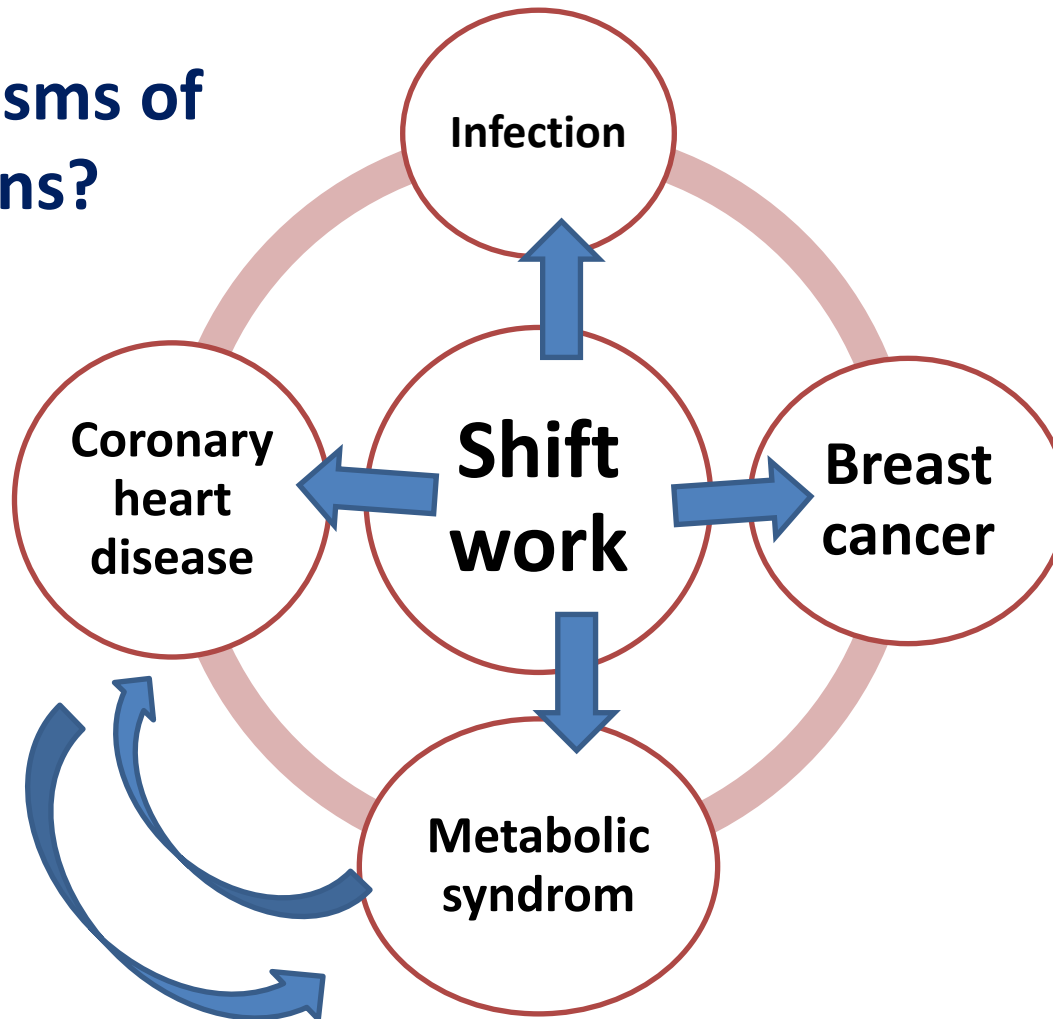 sms of
ns?
Infection
Coronary
heart
disease
Shift
work
Breast
cancer
Metabolic
syndrom